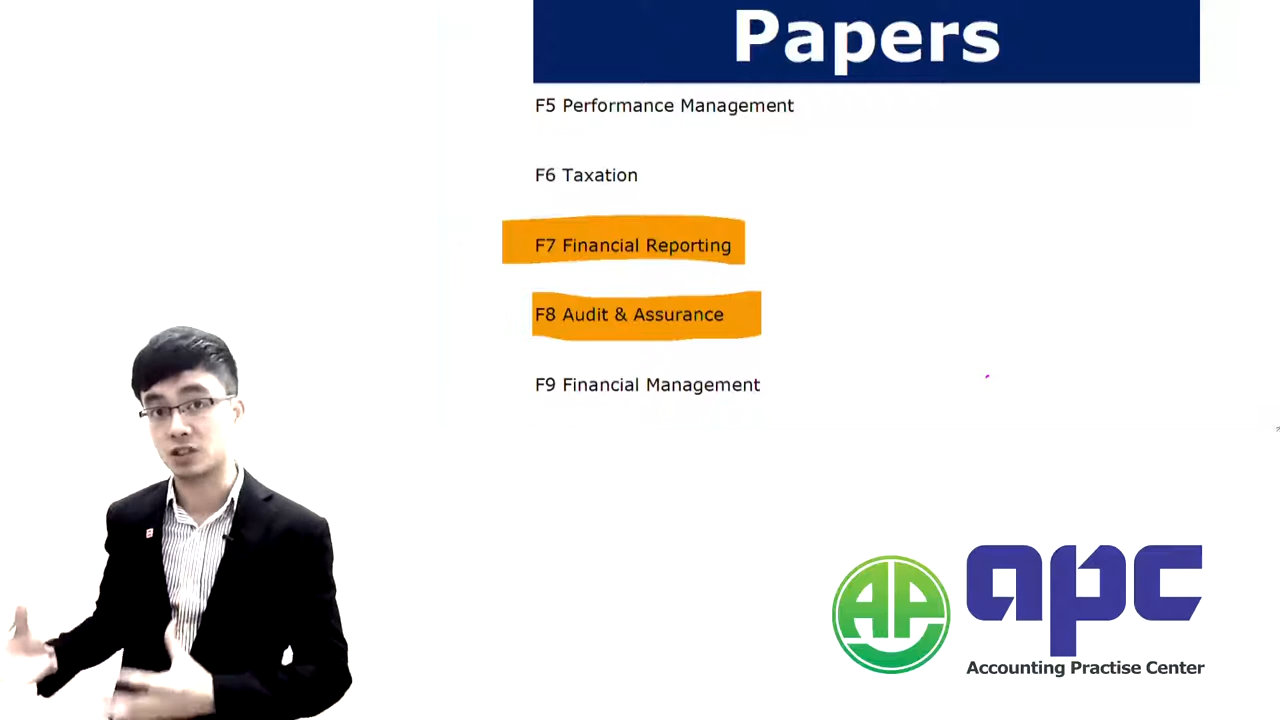 Papers
F5 Performance Management
F6 Taxation
F7 Financial Reporting
F8 Audit & Assurance
F9 Financial Management
AP
apc
Accounting Practise Center